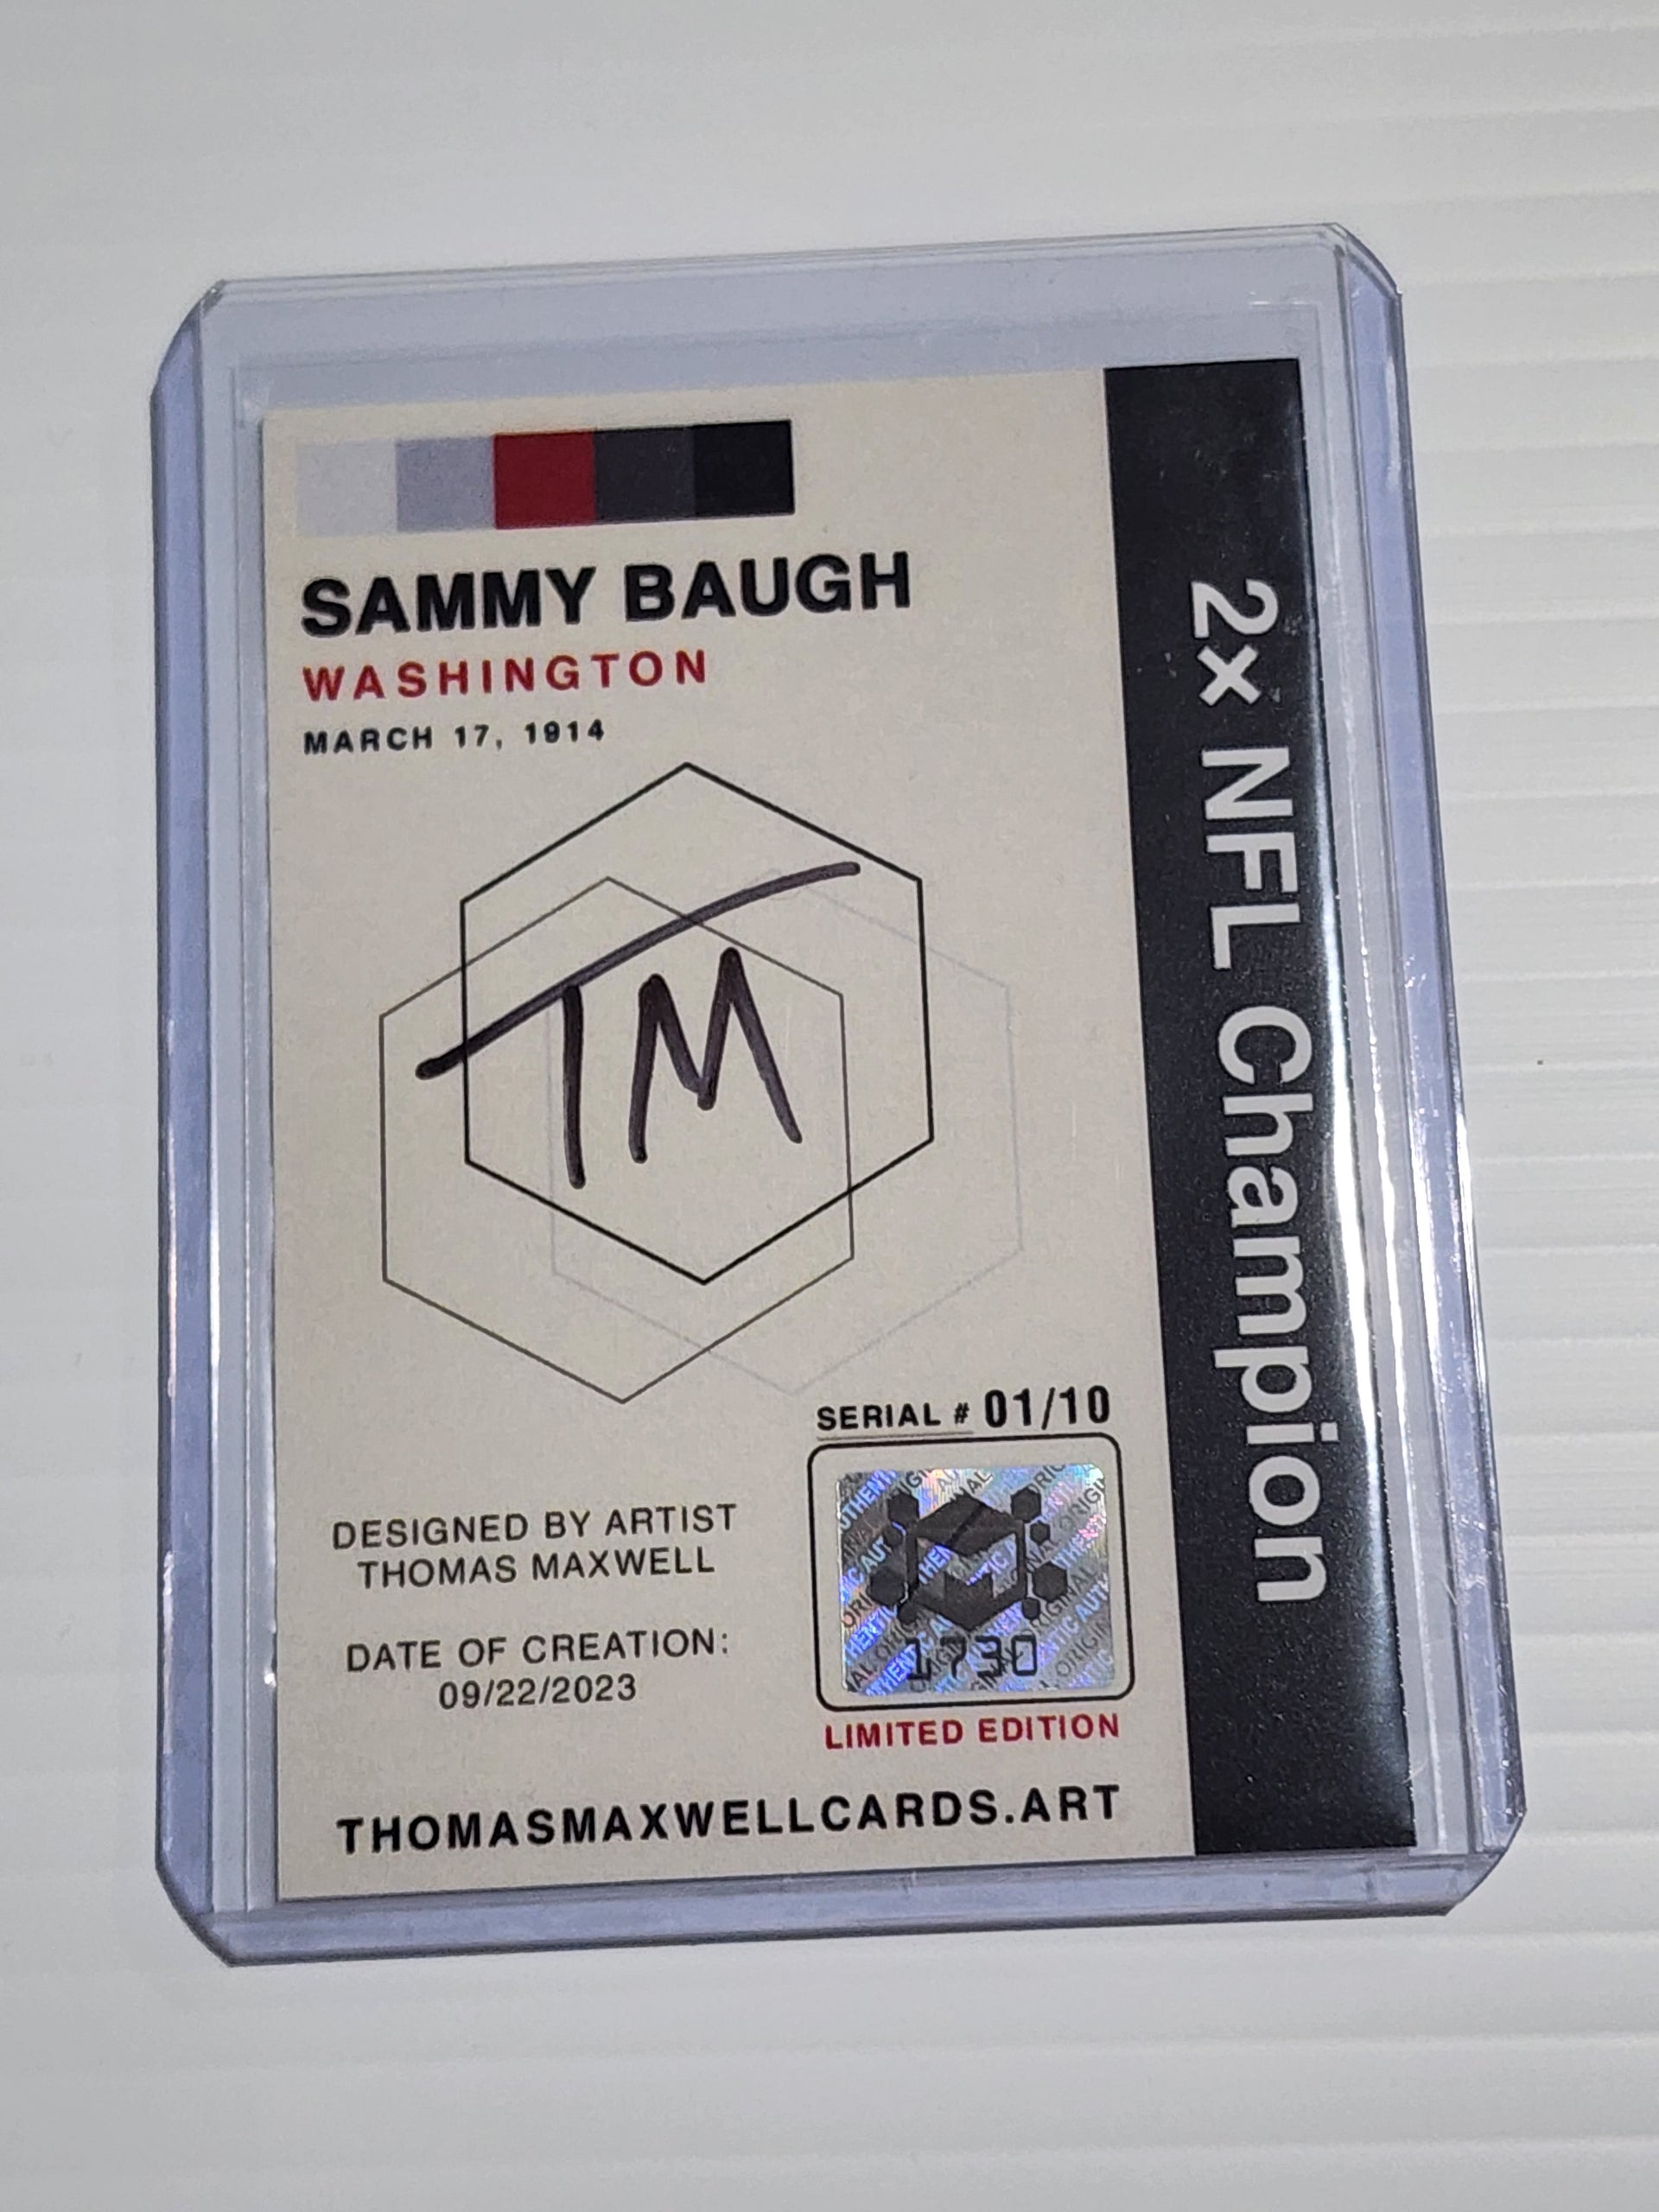 SAMMY BAUGH
WASHINGTON
MARCH 17, 1914
TM
SERIAL # 01/10
DESIGNED BY ARTIST
THOMAS MAXWELL
DATE OF CREATION:
09/22/2023
1730
LIMITED EDITION
THOMASMAXWELLCARDS.ART
2x NFL Champion